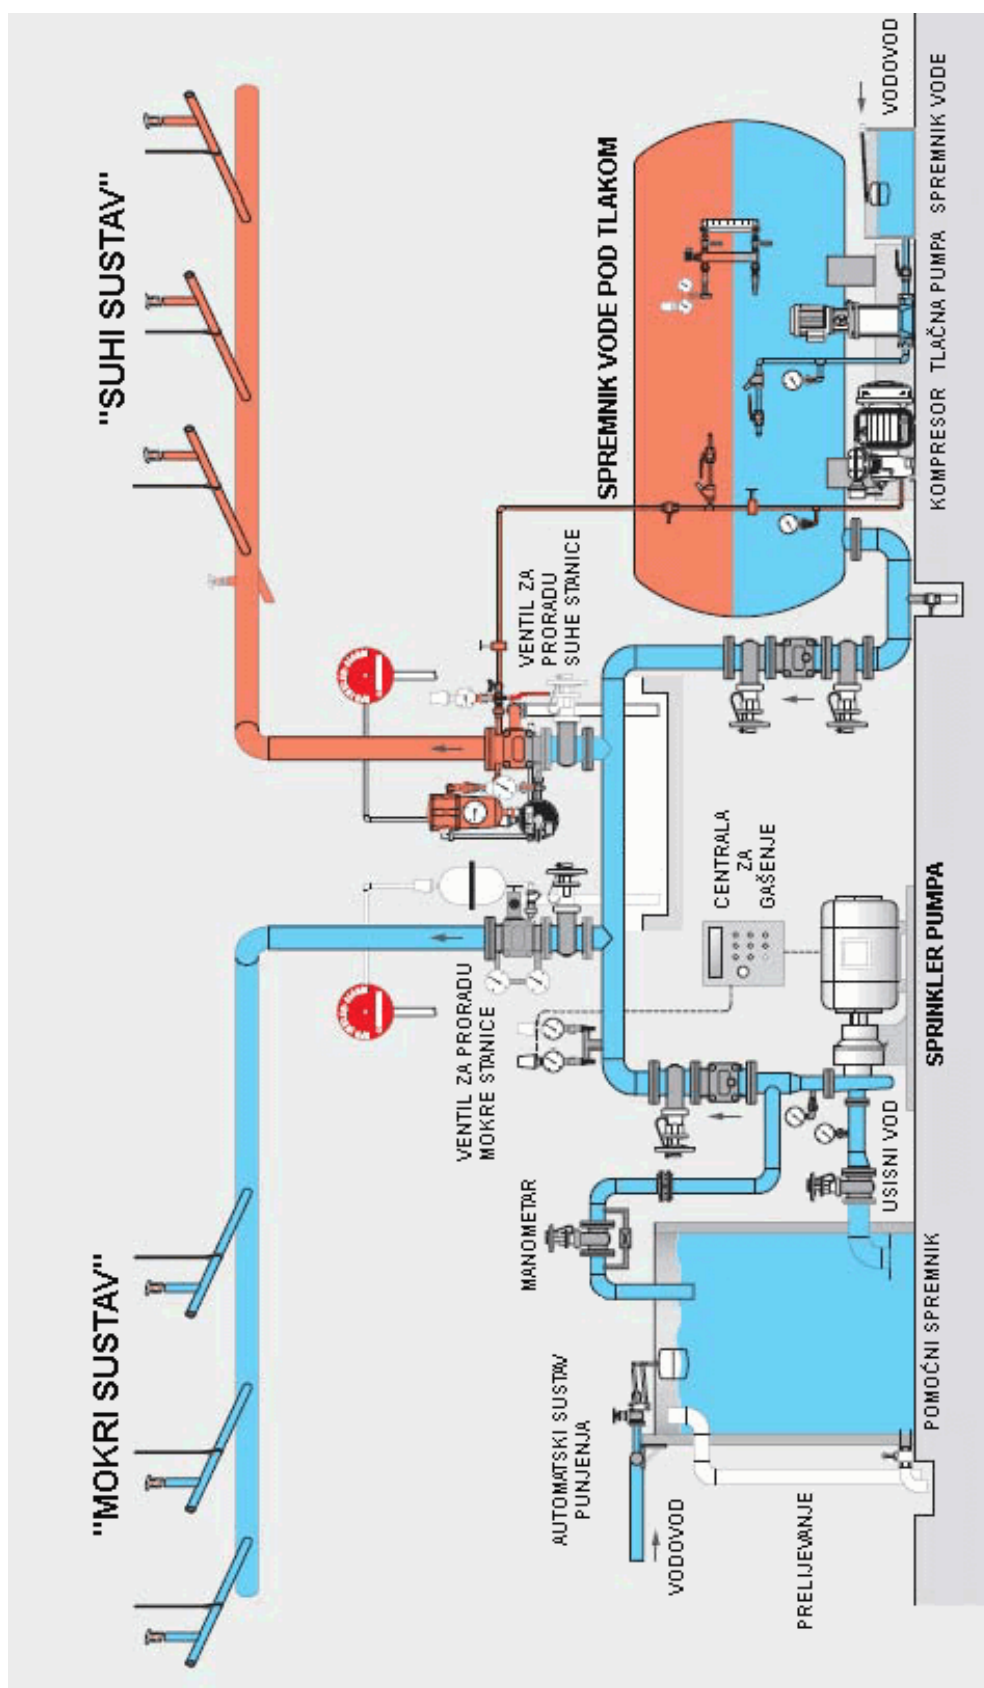 "MOKRI SUSTAV"
"SUHI SUSTAV"
VENTIL ZA PRORADU
MOKRE STANICE
VENTIL ZA
PRORADU
SUHE STANICE
MANOMETAR
AUTOMATSKI SUSTAV
PUNJENJA
VODOVOD
PRELIJEVANJE
CENTRALA
ZA
GAŠENJE
SPREMNIK VODE POD TLAKOM
VODOVOD
USISNI VOD
POMOĆNI SPREMNIK
SPRINKLER PUMPA
KOMPRESOR
TLAČNA PUMPA
SPREMNIK VODE